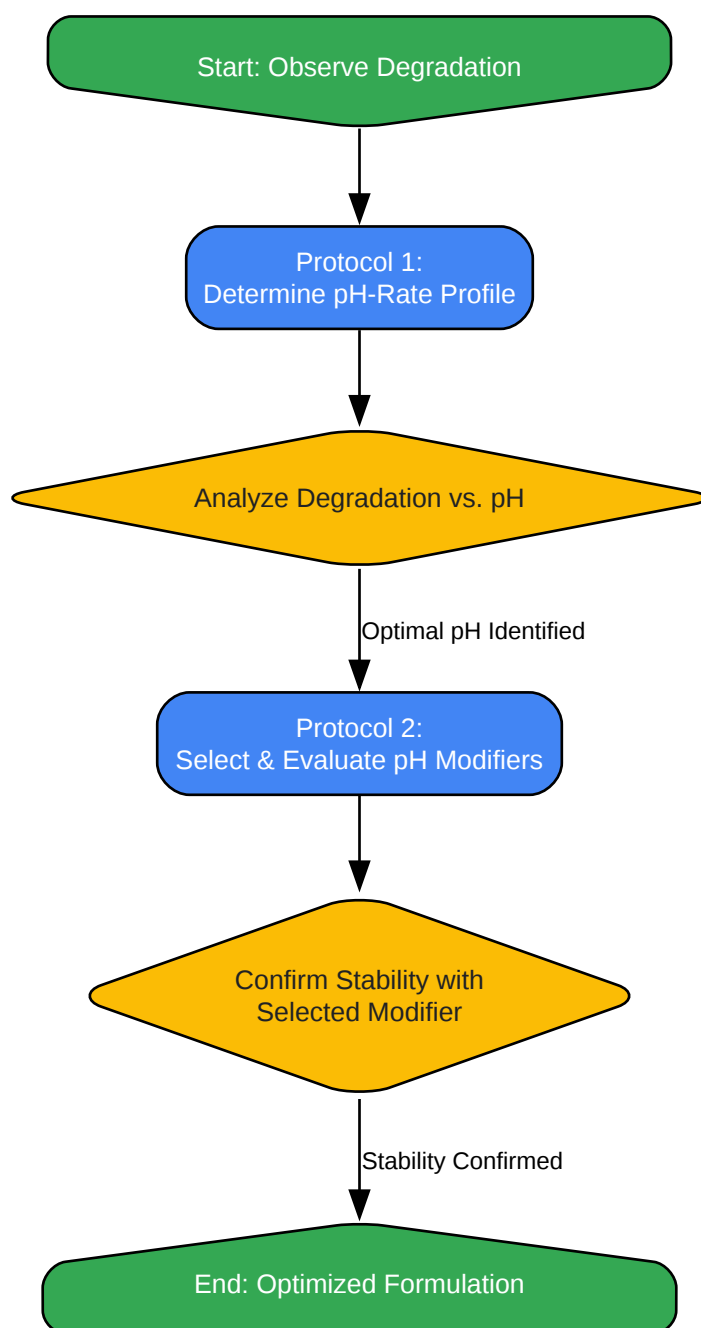 Start: Observe Degradation
Protocol 1:
Determine pH-Rate Profile
Analyze Degradation vs. pH
Optimal pH Identified
Protocol 2:
Select & Evaluate pH Modifiers
Confirm Stability with
Selected Modifier
Stability Confirmed
End: Optimized Formulation